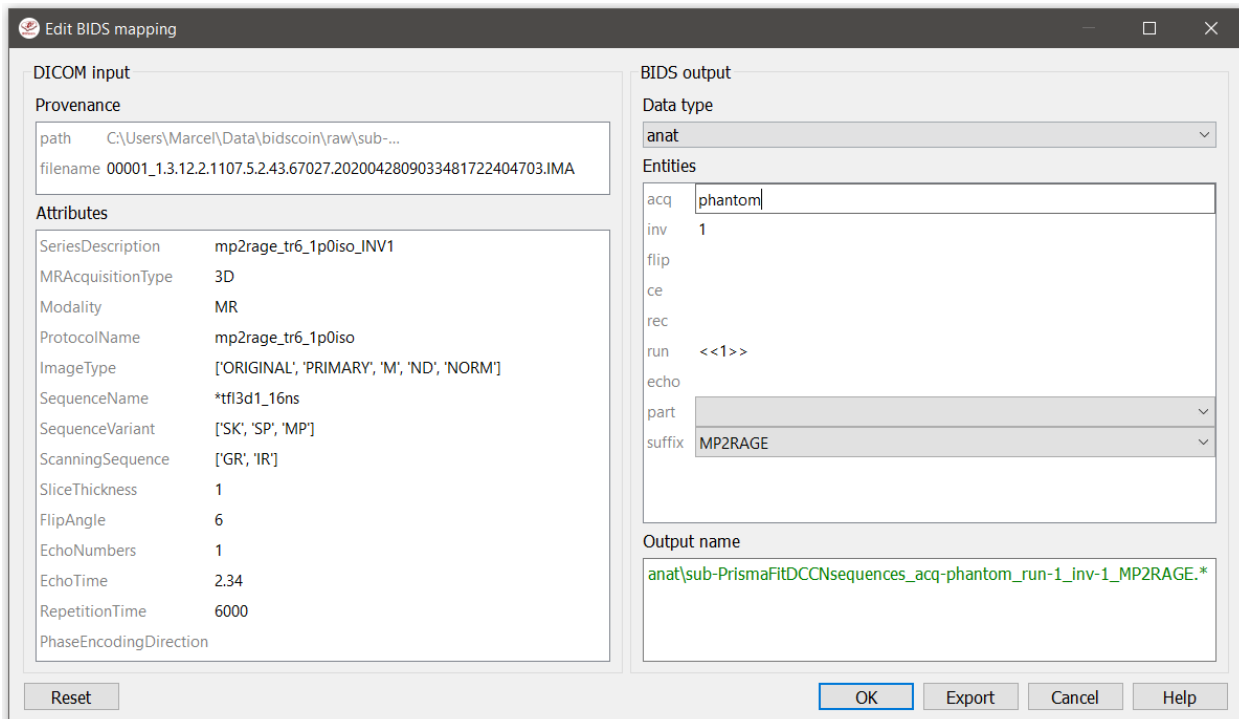 Edit BIDS mapping
DICOM input
Provenance
path C:\Users\Marcel\Data\bidscoin\raw\sub-...
filename 00001_1.3.12.2.1107.5.2.43.67027.2020042809033481722404703.IMA
Attributes
SeriesDescription mp2rage_tr6_1p0iso_INV1
MRAcquisitionType 3D
Modality MR
ProtocolName mp2rage_tr6_1p0iso
ImageType ['ORIGINAL', 'PRIMARY', 'M', 'ND', 'NORM']
SequenceName *tfl3d1_16ns
SequenceVariant ['SK', 'SP', 'MP']
ScanningSequence ['GR', 'IR']
SliceThickness 1
FlipAngle 6
EchoNumbers 1
EchoTime 2.34
RepetitionTime 6000
PhaseEncodingDirection
BIDS output
Data type
anat
Entities
acq phantom
inv 1
flip
ce
rec
run <<1>>
echo
part
suffix MP2RAGE
Output name
anat\sub-PrismaFitDCCNsequences_acq-phantom_run-1_inv-1_MP2RAGE.*
Reset
OK Export Cancel Help